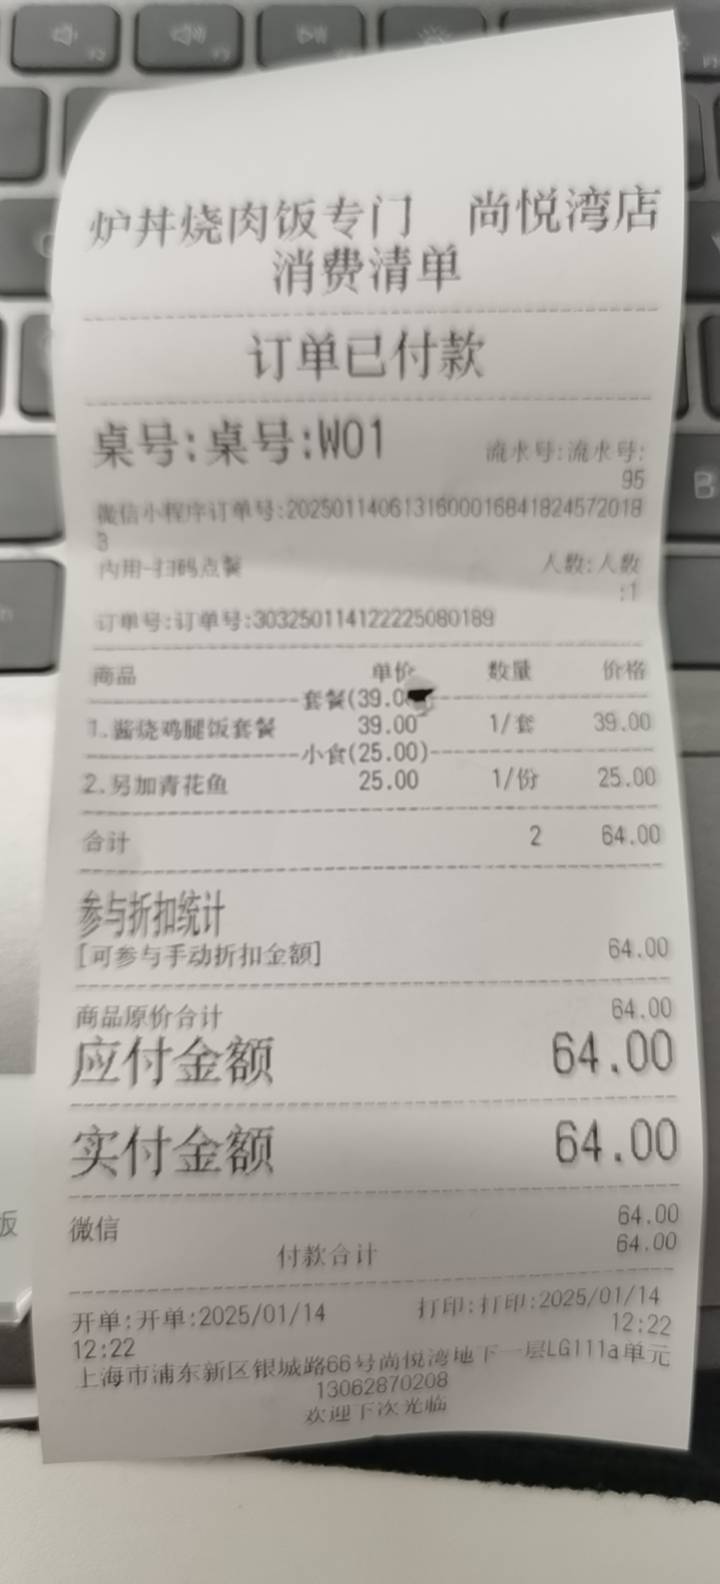 炉丼烧肉饭专门 尚悦湾店
消费清单
订单已付款
桌号:桌号:W01 流水号:流水号:
95
微信小程序订单号:2025011406131600016841824572018
3
内用-扫码点餐 人数:人数
:1
订单号:订单号:3032501141222225080189
商品 单价 数量 价格
套餐(39.0
1.酱烧鸡腿饭套餐 39.00 1/套 39.00
小食(25.00)
2.另加青花鱼 25.00 1/份 25.00
合计 2 64.00
参与折扣统计
[可参与手动折扣金额] 64.00
商品原价合计 64.00
应付金额 64.00
实付金额 64.00
微信 64.00
付款合计 64.00
开单:开单:2025/01/14 打印:打印:2025/01/14
12:22 12:22
上海市浦东新区银城路66号尚悦湾地下一层LG111a单元
13062870208
欢迎下次光临